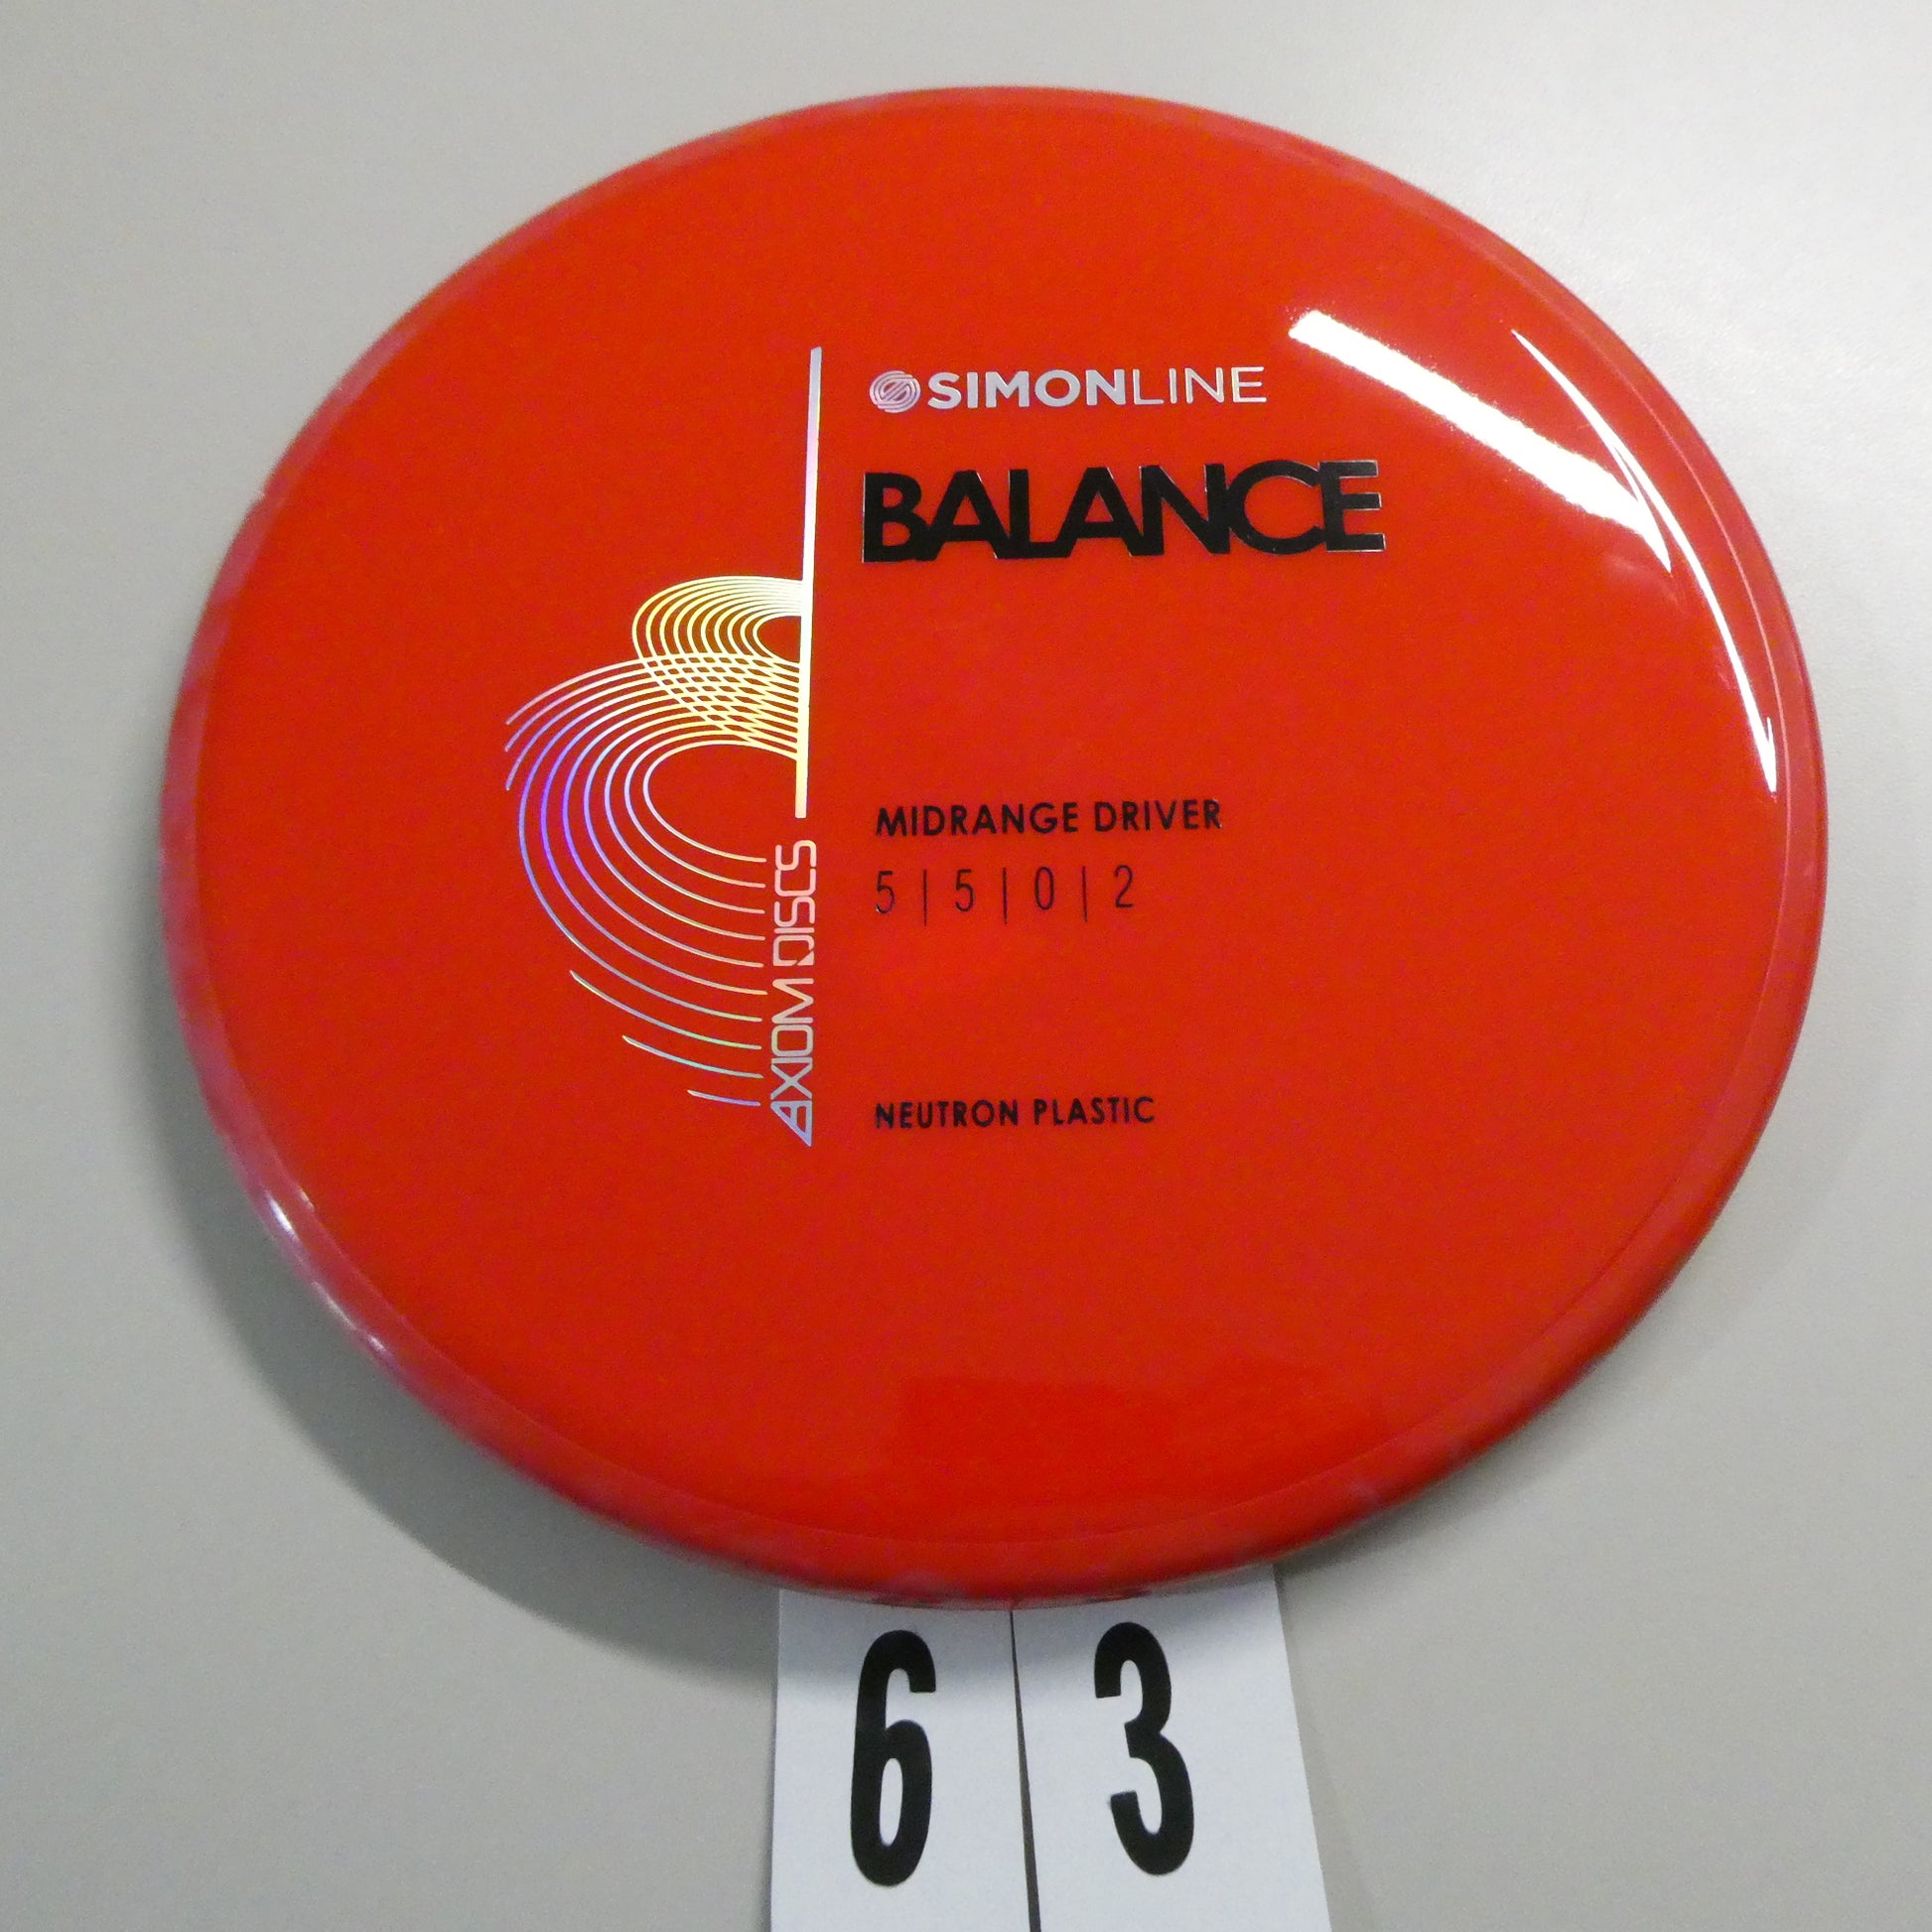 SIMONLINE
BALANCE
MIDRANGE DRIVER
5 | 5 | 0 | 2
AXIOM DISCS
NEUTRON PLASTIC
6 3